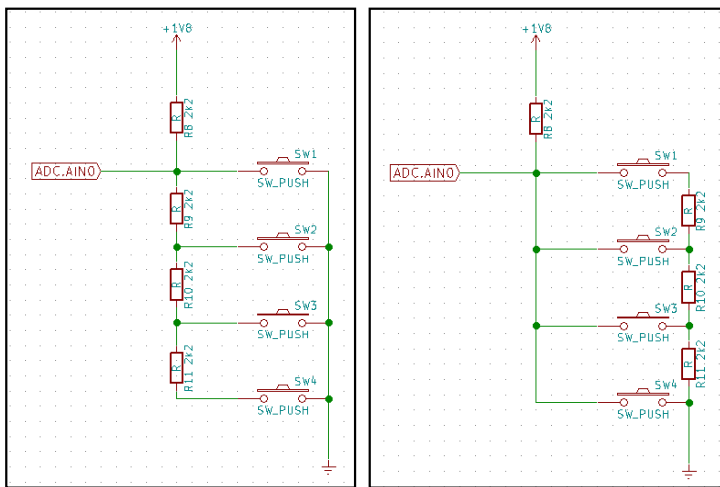 +1V8
R8 2k2
R
ADC.AIN0
SW1
SW_PUSH
R9 2k2
R
SW2
SW_PUSH
R10 2k2
R
SW3
SW_PUSH
R11 2k2
R
SW4
SW_PUSH
+1V8
R8 2k2
R
ADC.AIN0
SW1
SW_PUSH
R9 2k2
R
SW2
SW_PUSH
R10 2k2
R
SW3
SW_PUSH
R11 2k2
R
SW4
SW_PUSH